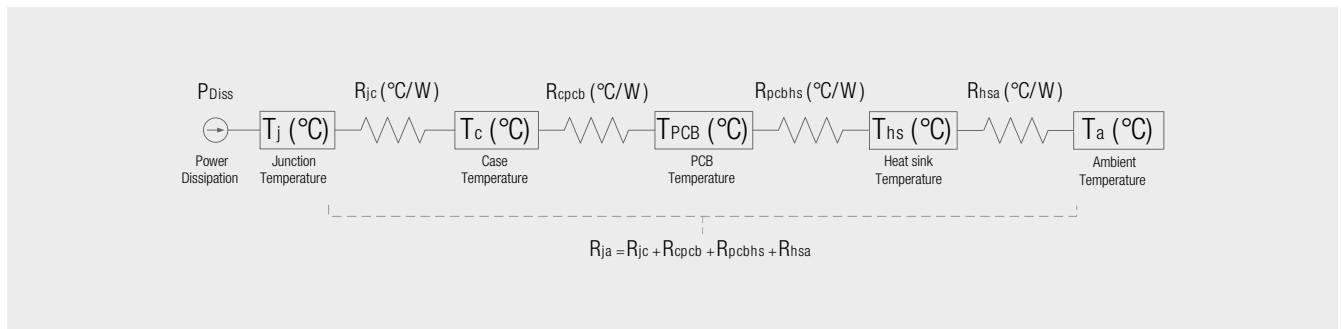 PDiss
Rjc (°C/W)
Rcpcb (°C/W)
Rpcbhs (°C/W)
Rhsa (°C/W)
Tj (°C)
Tc (°C)
TPCB (°C)
Ths (°C)
Ta (°C)
Power
Dissipation
Junction
Temperature
Case
Temperature
PCB
Temperature
Heat sink
Temperature
Ambient
Temperature
Rja =Rjc +Rcpcb +Rpcbhs +Rhsa